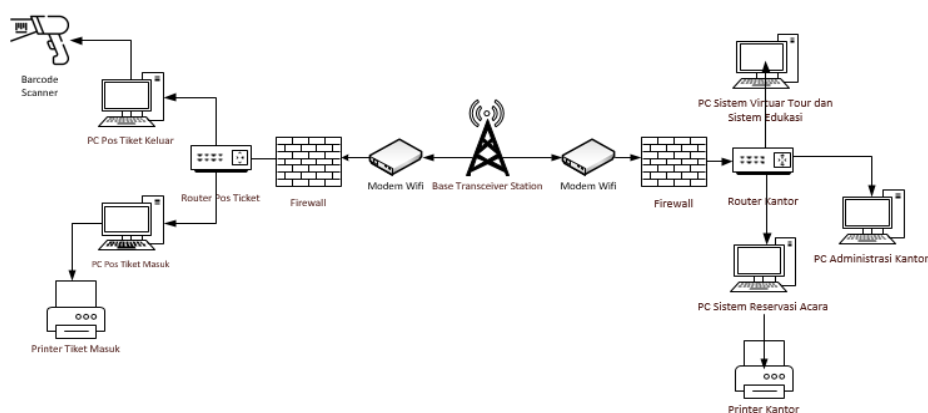 Barcode
Scanner
PC Pos Tiket Keluar
Router Pos Ticket
Firewall
Modem Wifi
Base Transceiver Station
Modem Wifi
Firewall
PC Sistem Virtuar Tour dan
Sistem Edukasi
Router Kantor
PC Administrasi Kantor
PC Pos Tiket Masuk
Printer Tiket Masuk
PC Sistem Reservasi Acara
Printer Kantor